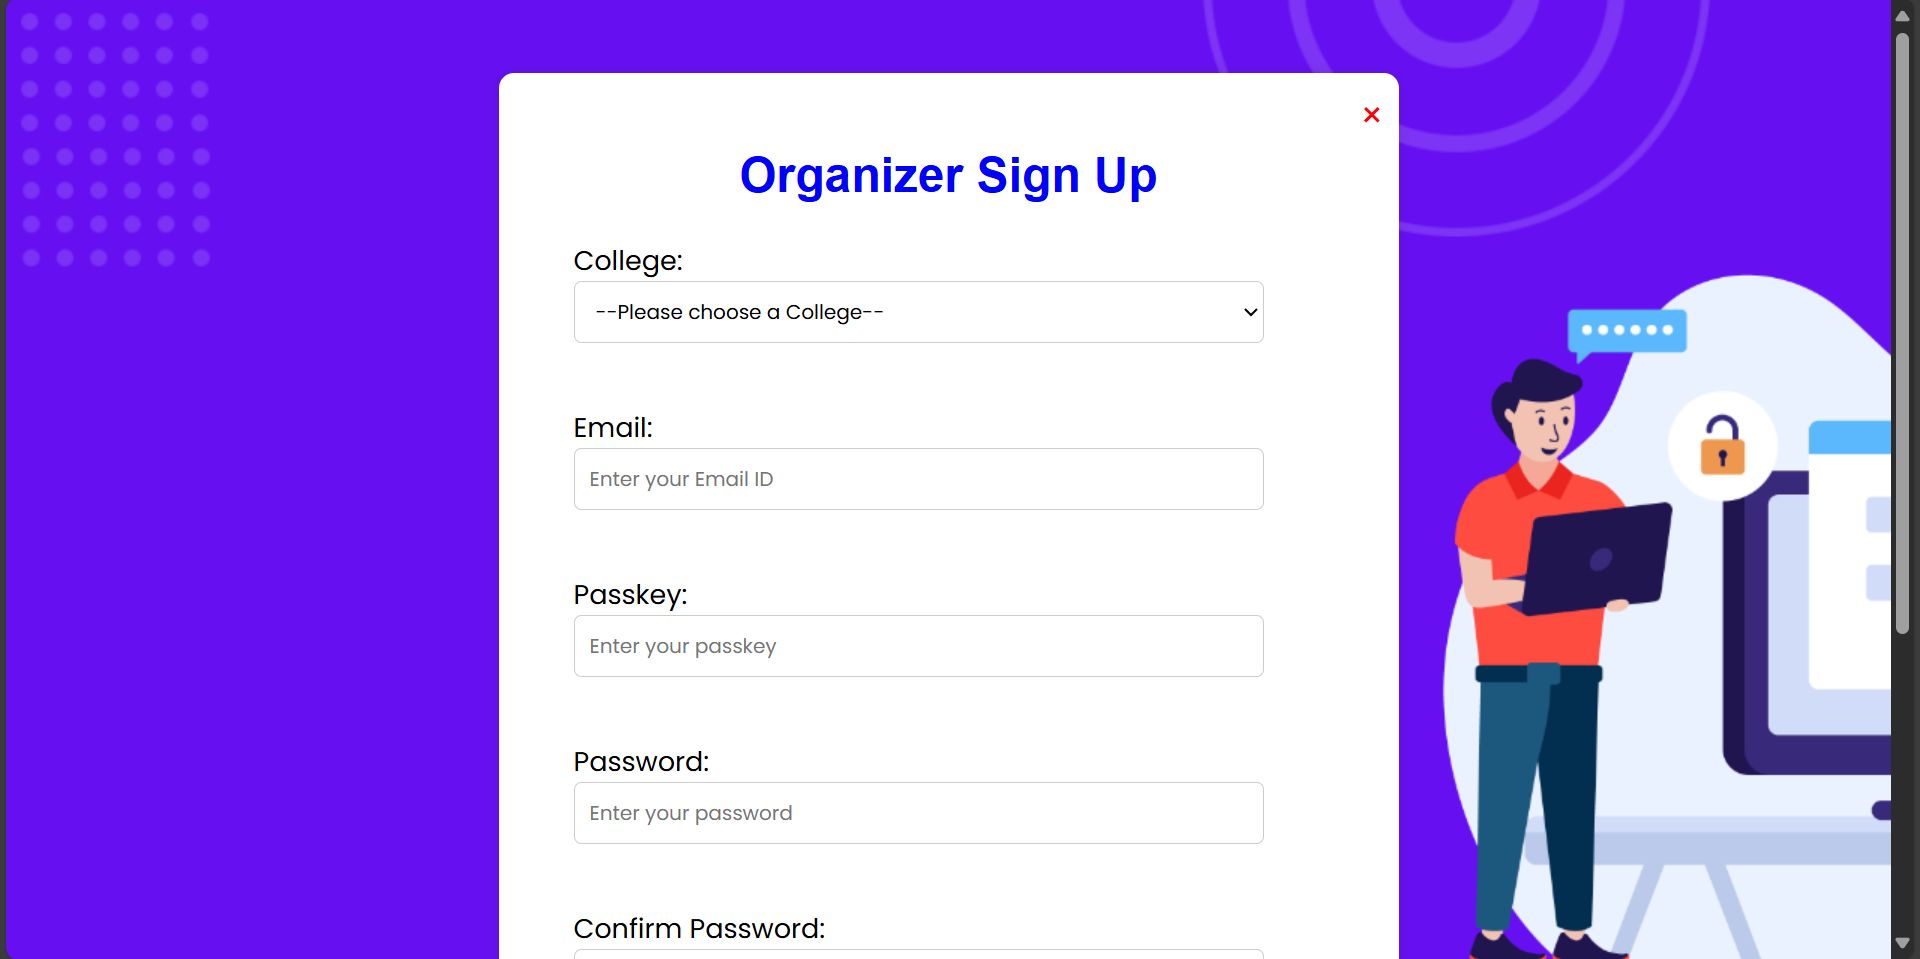 ×
Organizer Sign Up
College:
--Please choose a College--
Email:
Enter your Email ID
Passkey:
Enter your passkey
Password:
Enter your password
Confirm Password: